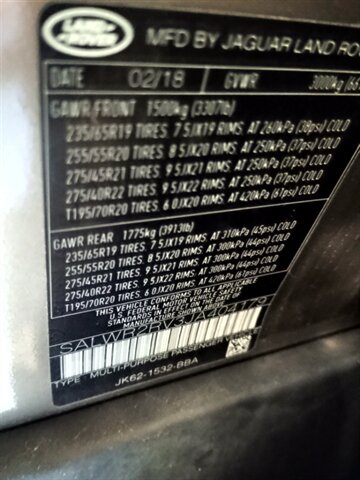 LAND ROVER
MFD BY JAGUAR LAND RO
DATE 02/18 GVWR 3000kg (66
GAWR FRONT 1500kg (3307lb)
235/65R19 TIRES. 7.5JX19 RIMS. AT 260kPa (38psi) COLD
255/55R20 TIRES. 8.5JX20 RIMS. AT 250kPa (37psi) COLD
275/45R21 TIRES. 9.5JX21 RIMS. AT 250kPa (37psi) COLD
275/40R22 TIRES. 9.5JX22 RIMS. AT 250kPa (37psi) COLD
T195/70R20 TIRES. 6.0JX20 RIMS. AT 420kPa (61psi) COLD
GAWR REAR 1775kg (3913lb)
235/65R19 TIRES. 7.5JX19 RIMS. AT 310kPa (45psi) COLD
255/55R20 TIRES. 8.5JX20 RIMS. AT 300kPa (44psi) COLD
275/45R21 TIRES. 9.5JX21 RIMS. AT 300kPa (44psi) COLD
275/40R22 TIRES. 9.5JX22 RIMS. AT 300kPa (44psi) COLD
T195/70R20 TIRES. 6.0JX20 RIMS. AT 420kPa (61psi) COLD
THIS VEHICLE CONFORMS TO ALL APPLICABLE
TYPE: MULTI-PURPOSE PASSENGER
JK62-1532-BBA